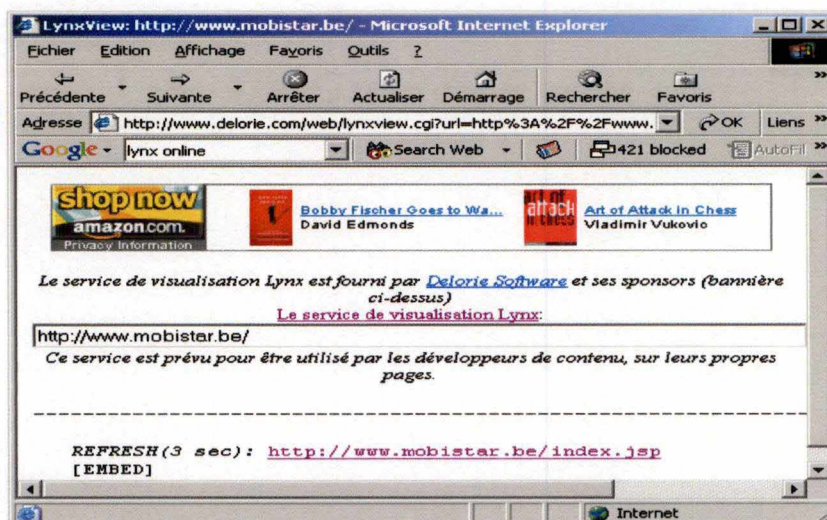 LynxView: http://www.mobistar.be/ - Microsoft Internet Explorer
Fichier Edition Affichage Favoris Outils ?
Précédente Suivante Arrêter Actualiser Démarrage Rechercher Favoris »
Adresse http://www.delorie.com/web/lynxview.cgi?url=http%3A%2F%2Fwww. OK Liens »
Google lynx online Search Web 421 blocked AutoFil »
shop now
amazon.com.
Privacy Information
Bobby Fischer Goes to Wa...
David Edmonds
art of
attack
in chess
Art of Attack in Chess
Vladimir Vukovic
Le service de visualisation Lynx est fourni par Delorie Software et ses sponsors (bannière
ci-dessus)
Le service de visualisation Lynx:
http://www.mobistar.be/
Ce service est prévu pour être utilisé par les développeurs de contenu, sur leurs propres
pages.
REFRESH(3 sec): http://www.mobistar.be/index.jsp
[EMBED]
Internet